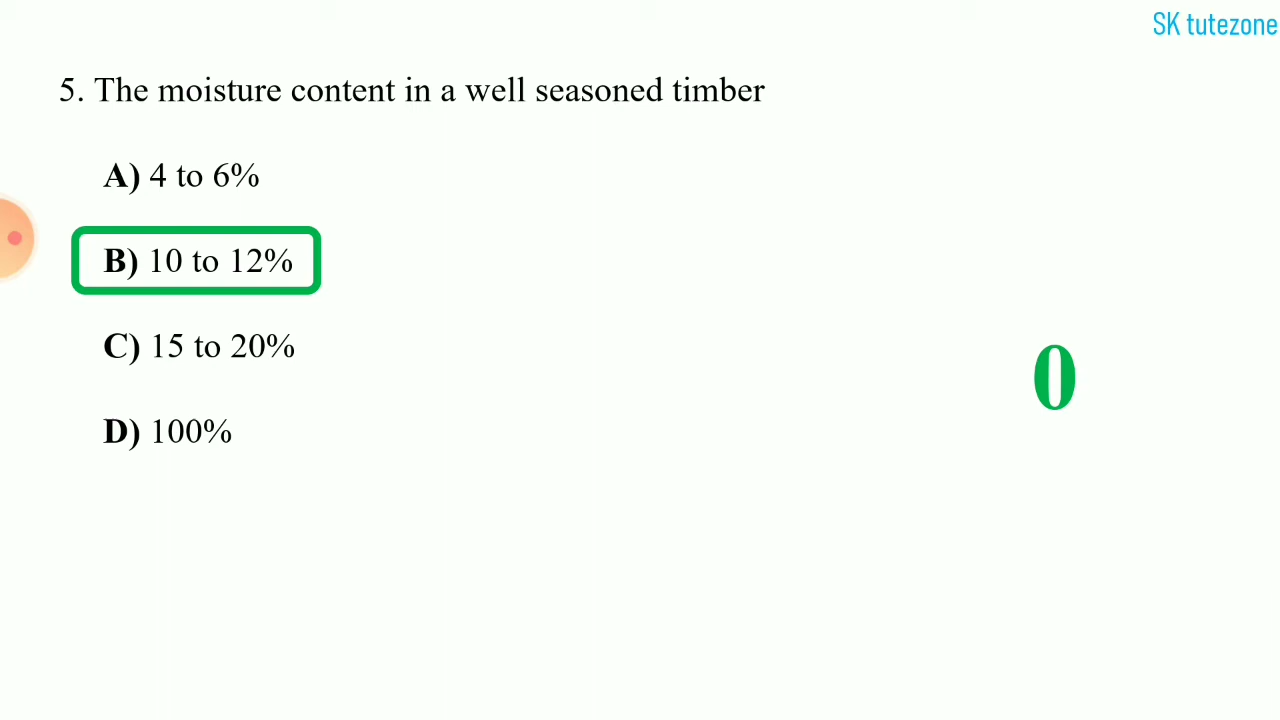 SK tutezone
5. The moisture content in a well seasoned timber
A) 4 to 6%
B) 10 to 12%
C) 15 to 20%
D) 100%
0